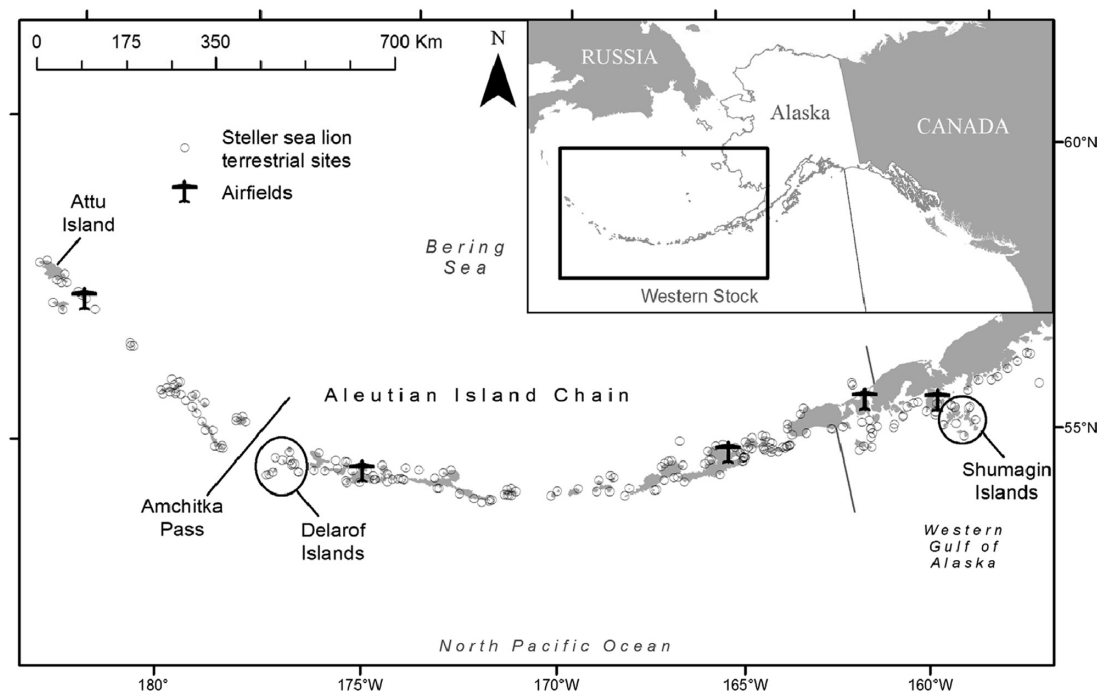 0 175 350 700 Km
N
Steller sea lion
terrestrial sites
Airfields
Attu
Island
Bering
Sea
RUSSIA
Alaska
CANADA
Western Stock
60°N
Aleutian Island Chain
55°N
Amchitka
Pass
Delarof
Islands
Shumagin
Islands
Western
Gulf of
Alaska
North Pacific Ocean
180° 175°W 170°W 165°W 160°W